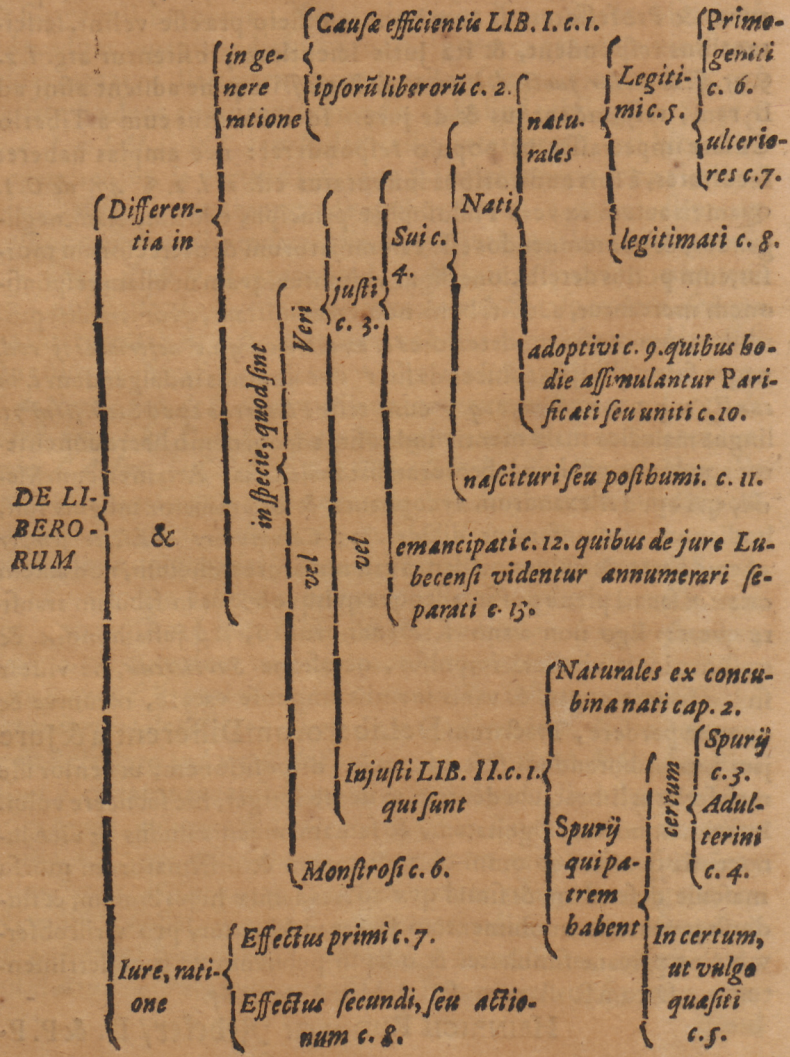 DE LI-
BERO-
RUM
Differen-
tia in
&
in ge-
nere
ratione
Causæ efficientis LIB. I. c. 1.
ipsorũ liberorũ c. 2.
in specie, quod sint
Veri
vel
justi
c. 3.
vel
Sui c.
4.
Nati
natu-
rales
Legiti-
mi c. 5.
Primo-
geniti
c. 6.
ulterio-
res c. 7.
legitimati c. 8.
adoptivi c. 9. quibus ho-
die assimulantur Pari-
ficati seu uniti c. 10.
nascituri seu posthumi. c. 11.
emancipati c. 12. quibus de jure Lu-
becensi videntur annumerari se-
parati c. 13.
Injusti LIB. II. c. 1.
qui sunt
Naturales ex concu-
bina nati cap. 2.
Spurij
qui pa-
trem
habent
certum
Spurij
c. 3.
Adul-
terini
c. 4.
In certum,
ut vulgo
quæsiti
c. 5.
Monstrosi c. 6.
Iure, rati-
one
Effectus primi c. 7.
Effectus secundi, seu actio-
num c. 8.